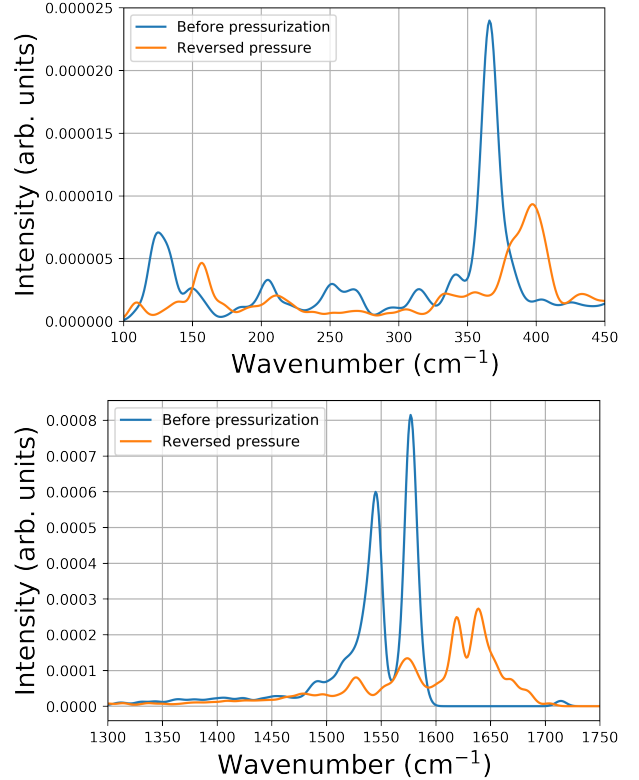 0.000025
0.000020
0.000015
0.000010
0.000005
0.000000
Intensity (arb. units)
Before pressurization
Reversed pressure
100 150 200 250 300 350 400 450
Wavenumber (cm⁻¹)
0.0008
0.0007
0.0006
0.0005
0.0004
0.0003
0.0002
0.0001
0.0000
Intensity (arb. units)
Before pressurization
Reversed pressure
1300 1350 1400 1450 1500 1550 1600 1650 1700 1750
Wavenumber (cm⁻¹)